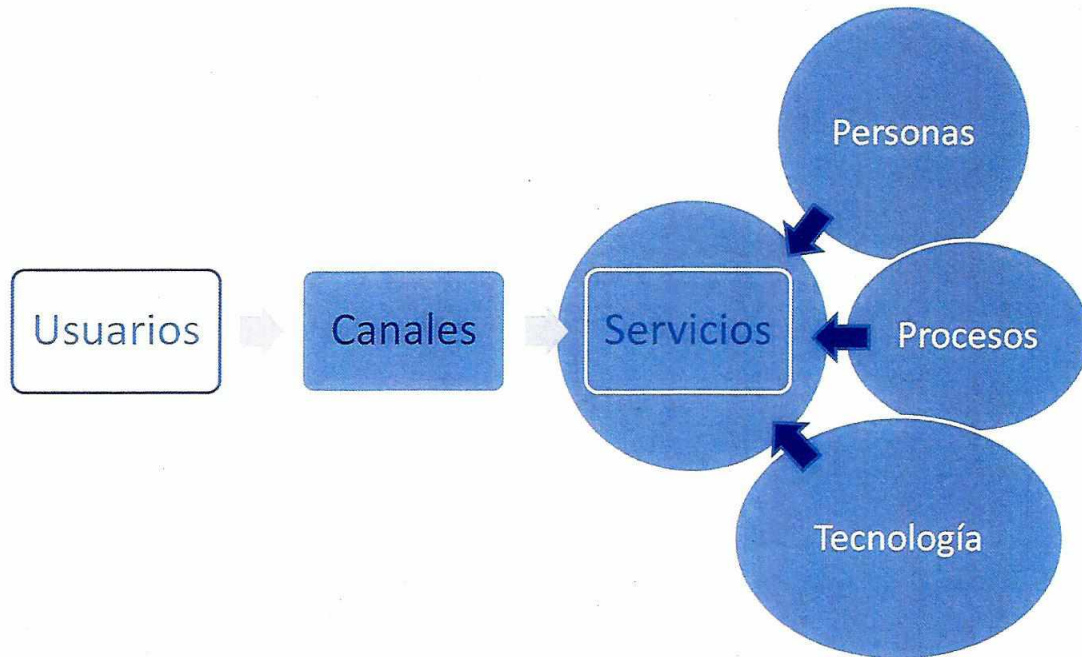 Personas
Usuarios
Canales
Servicios
Procesos
Tecnología